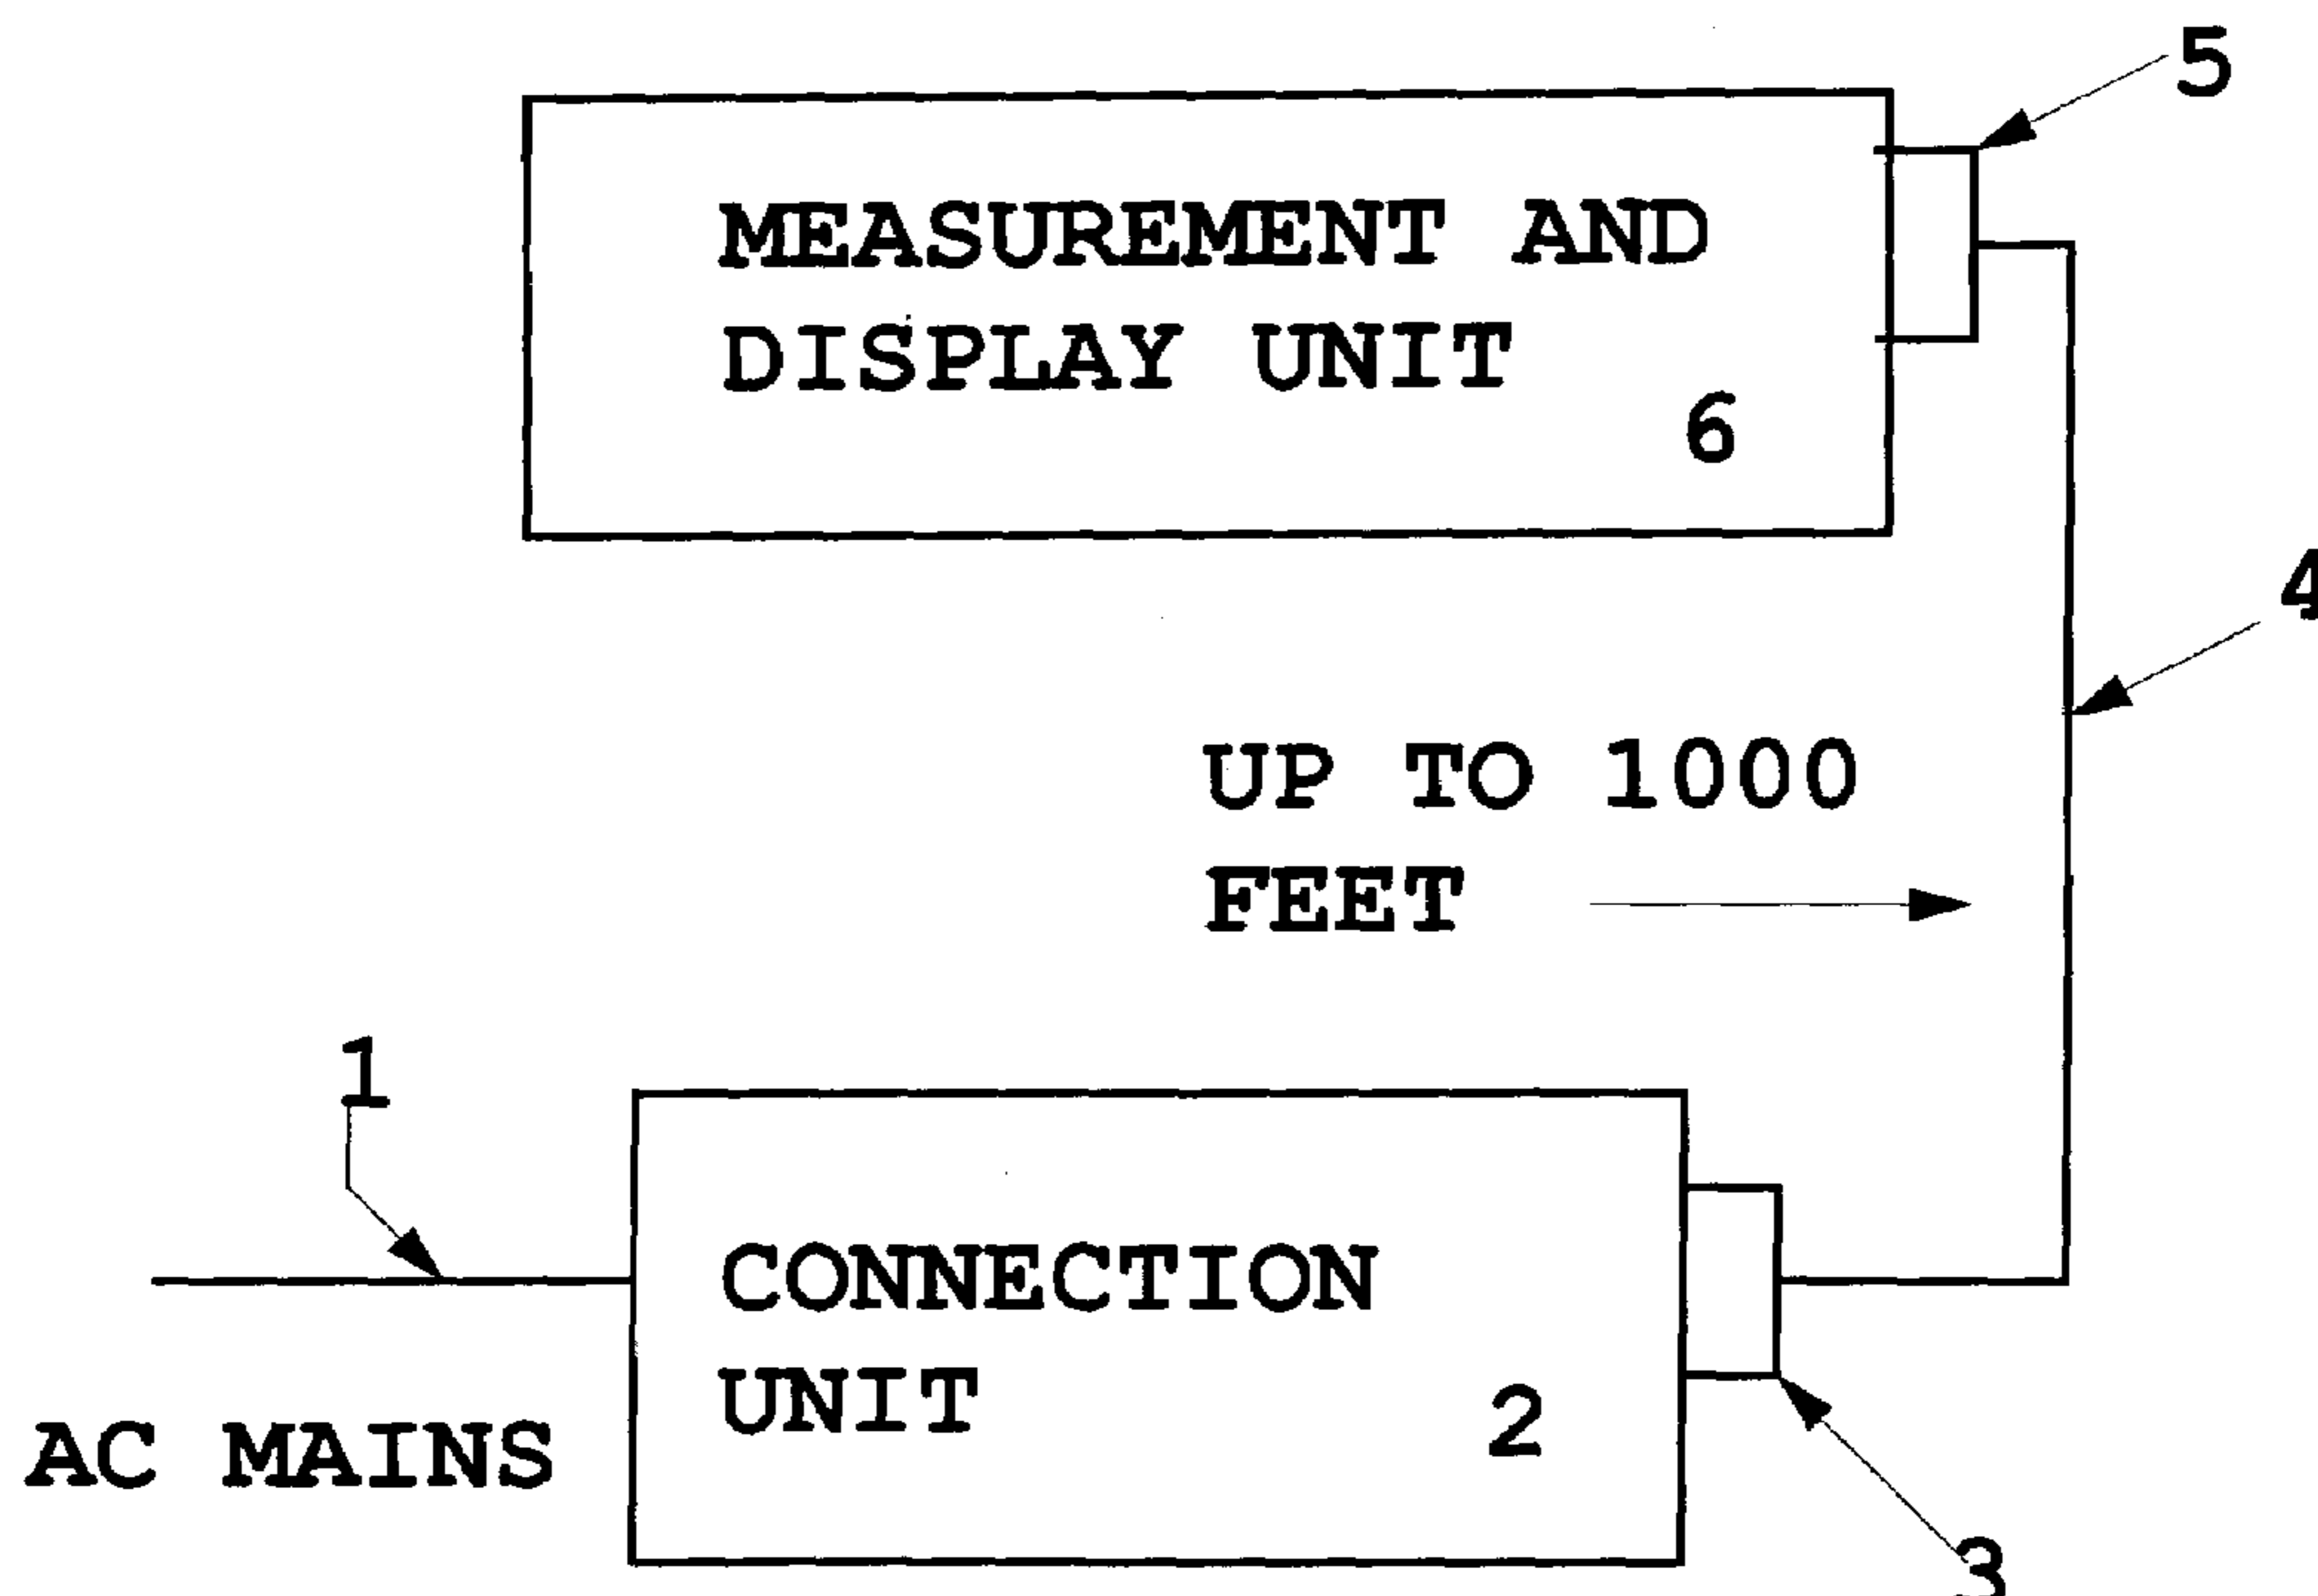 5
MEASUREMENT AND
DISPLAY UNIT
6
4
UP TO 1000
FEET
1
CONNECTION
UNIT
2
AC MAINS
3